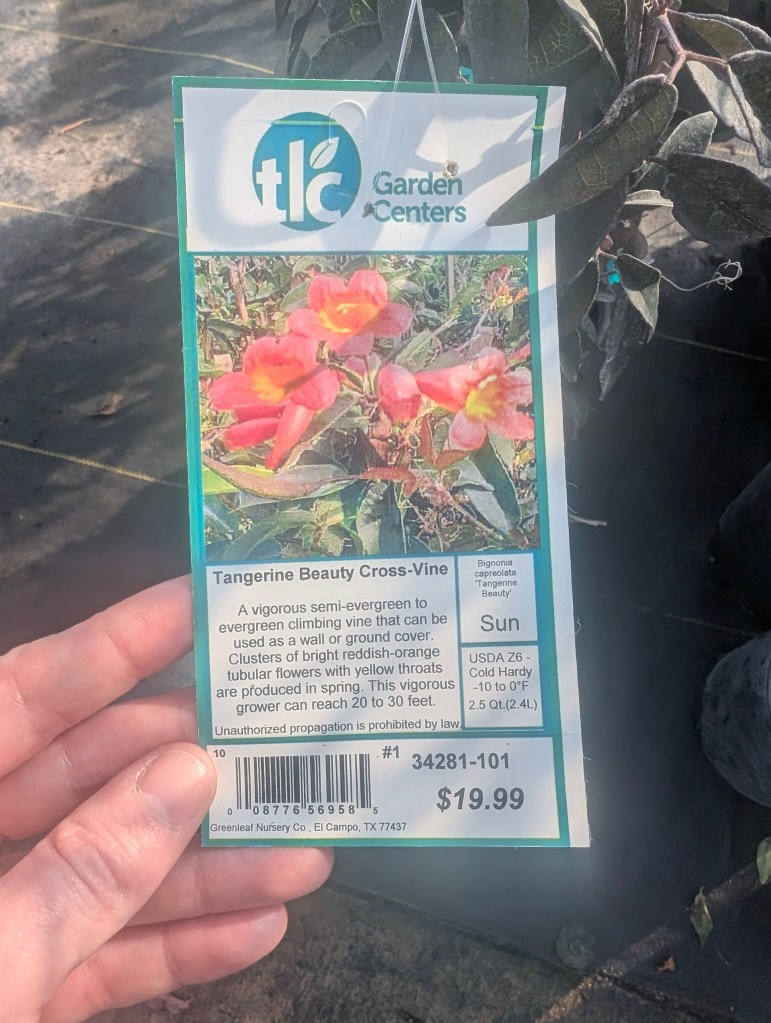 tlc
Garden
Centers
Tangerine Beauty Cross-Vine
A vigorous semi-evergreen to
evergreen climbing vine that can be
used as a wall or ground cover.
Clusters of bright reddish-orange
tubular flowers with yellow throats
are produced in spring. This vigorous
grower can reach 20 to 30 feet.
Unauthorized propagation is prohibited by law
Bignonia
capreolata
'Tangerine
Beauty'
Sun
USDA Z6 -
Cold Hardy
-10 to 0°F
2.5 Qt.(2.4L)
10
#1
34281-101
0 08776 56958 5
$19.99
Greenleaf Nursery Co., El Campo, TX 77437